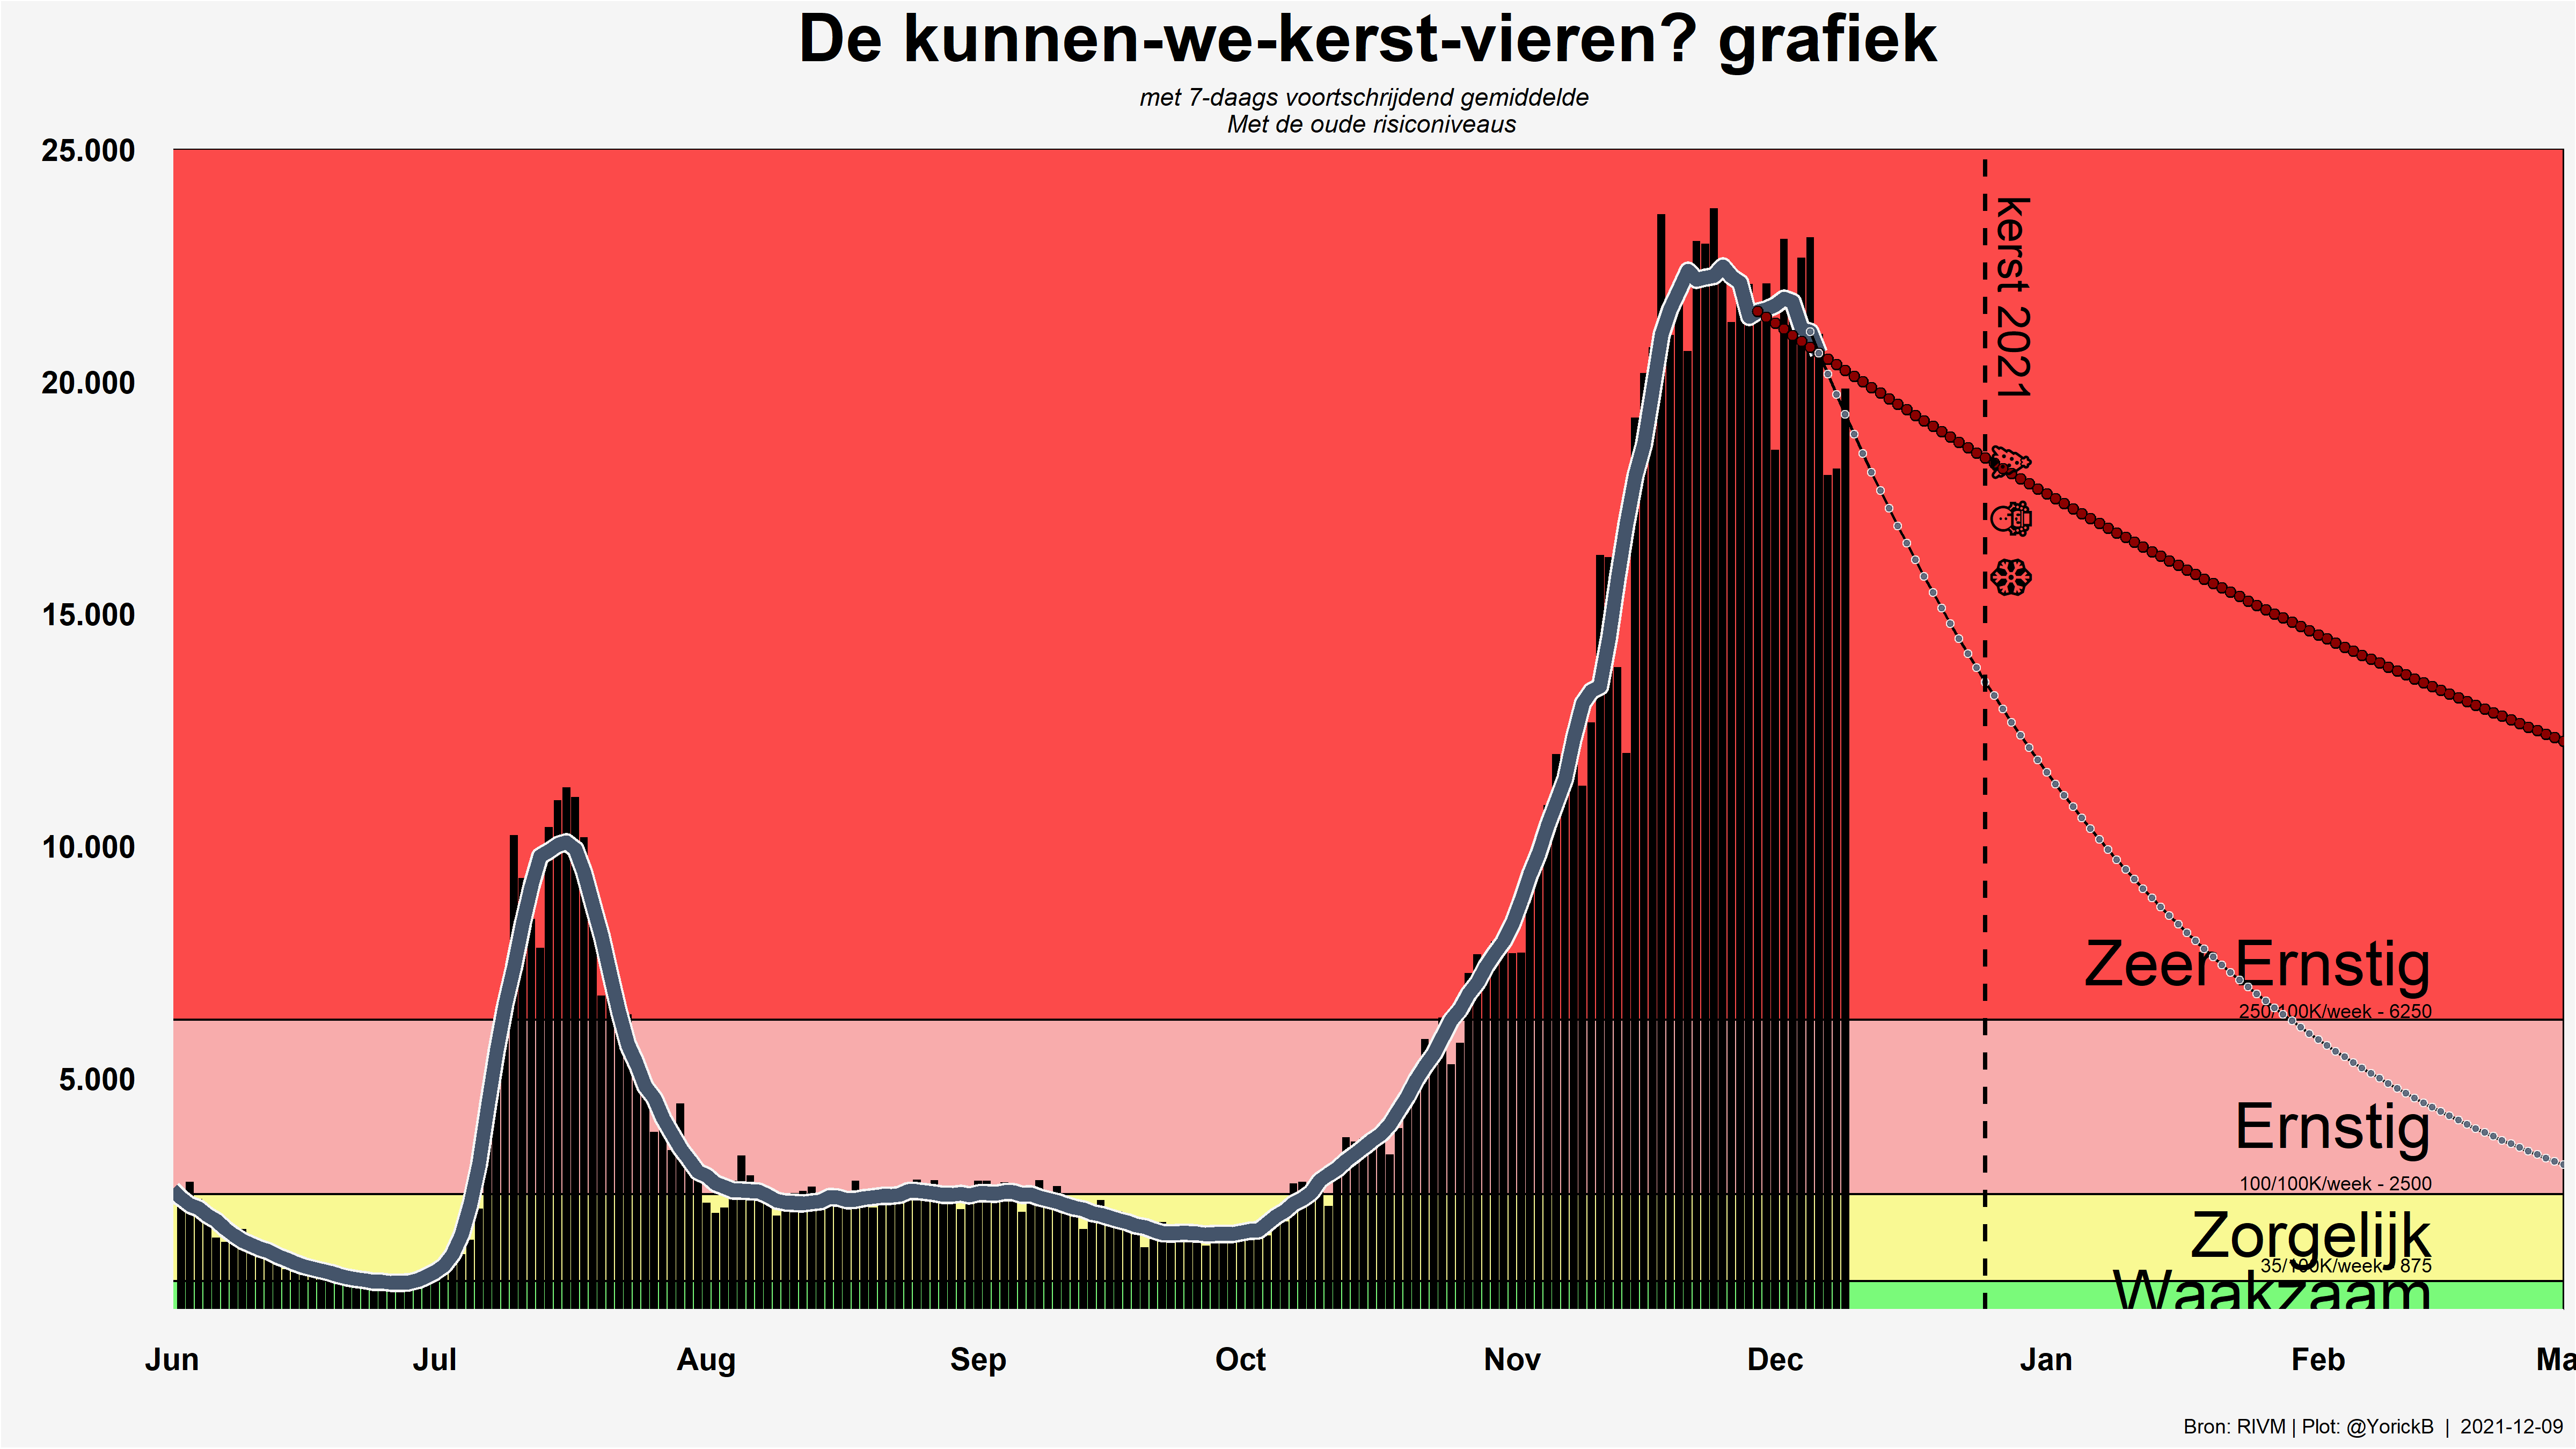 De kunnen-we-kerst-vieren? grafiek
met 7-daags voortschrijdend gemiddelde
Met de oude risiconiveaus
25.000
20.000
15.000
10.000
5.000
kerst 2021
Zeer Ernstig
250/100K/week - 6250
Ernstig
100/100K/week - 2500
Zorgelijk
35/100K/week - 875
Waakzaam
Jun Jul Aug Sep Oct Nov Dec Jan Feb Ma
Bron: RIVM | Plot: @YorickB | 2021-12-09